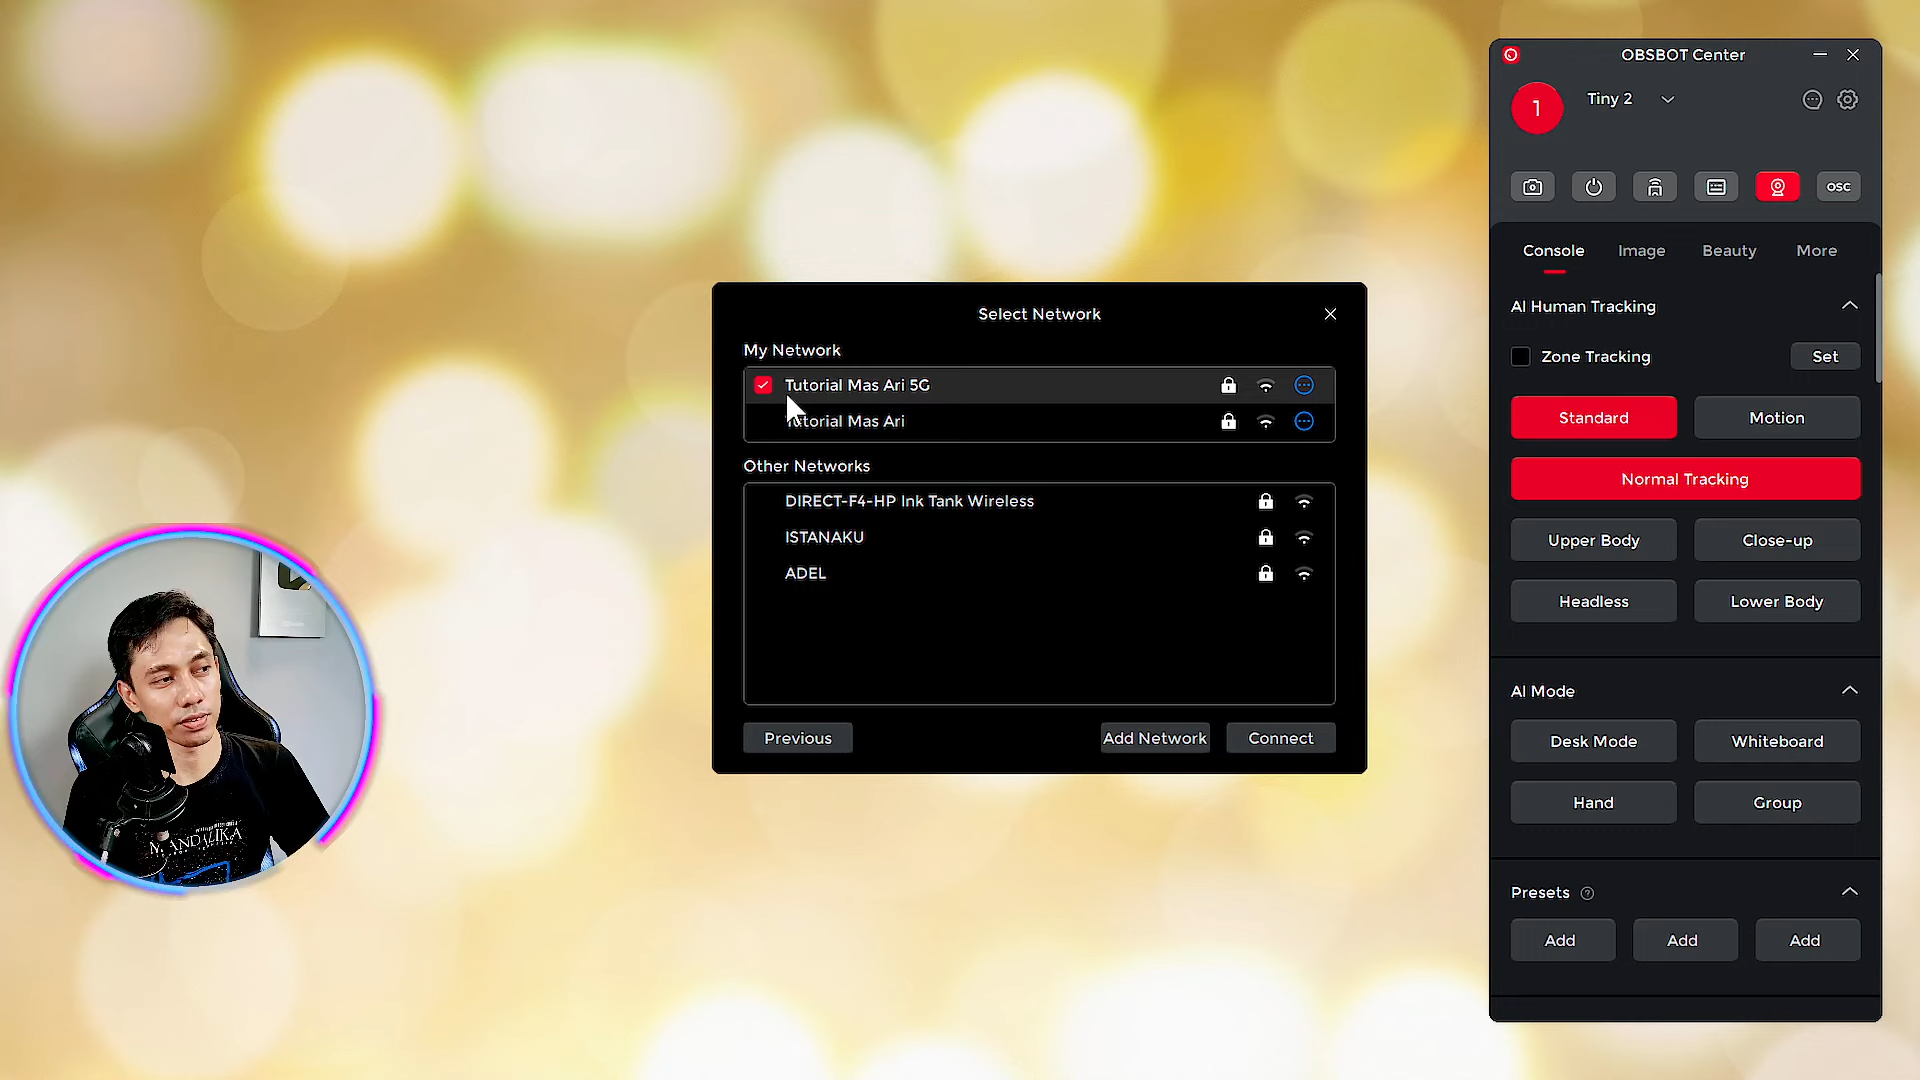 OBSBOT Center
1
Tiny 2
OSC
Console Image Beauty More
AI Human Tracking
Zone Tracking Set
Standard Motion
Normal Tracking
Upper Body Close-up
Headless Lower Body
AI Mode
Desk Mode Whiteboard
Hand Group
Presets ?
Add Add Add
Select Network
My Network
Tutorial Mas Ari 5G
Tutorial Mas Ari
Other Networks
DIRECT-F4-HP Ink Tank Wireless
ISTANAKU
ADEL
Previous Add Network Connect
MANDALIKA